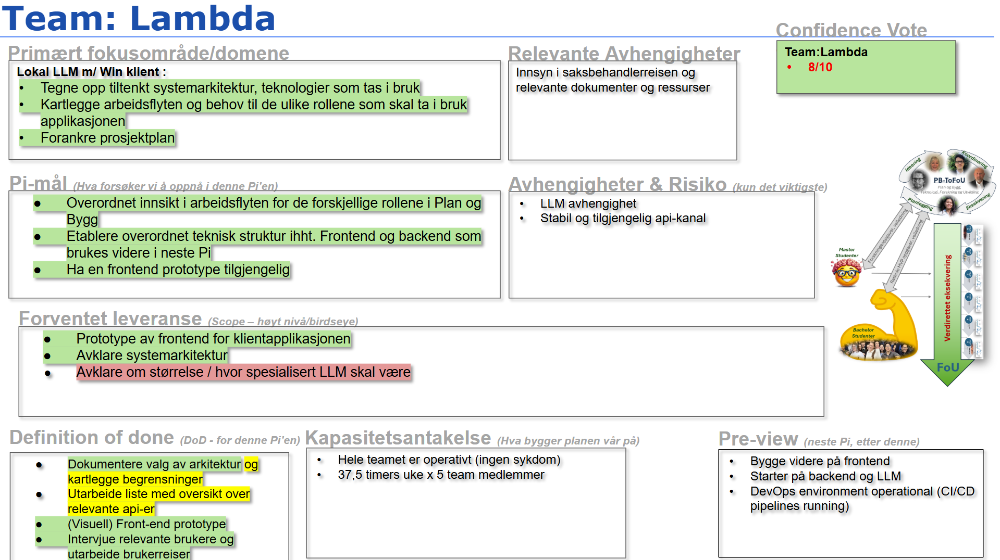 Team: Lambda
Confidence Vote
Team:Lambda
• 8/10
Primært fokusområde/domene
Lokal LLM m/ Win klient :
• Tegne opp tiltenkt systemarkitektur, teknologier som tas i bruk
• Kartlegge arbeidsflyten og behov til de ulike rollene som skal ta i bruk
applikasjonen
• Forankre prosjektplan
Relevante Avhengigheter
Innsyn i saksbehandlerreisen og
relevante dokumenter og ressurser
Pi-mål (Hva forsøker vi å oppnå i denne Pi’en)
● Overordnet innsikt i arbeidsflyten for de forskjellige rollene i Plan og
Bygg
● Etablere overordnet teknisk struktur ihht. Frontend og backend som
brukes videre i neste Pi
● Ha en frontend prototype tilgjengelig
Avhengigheter & Risiko (kun det viktigste)
• LLM avhengighet
• Stabil og tilgjengelig api-kanal
Ideering
Koordinering
PB-ToFoU
Plan og Bygg,
Teknologi, Forskning og Utvikling
Planlegging
Eksekvering
Forskningsoppgaver, veiledning
Rettede MVP oppgaver, veiledning
Master
Studenter
Bachelor
Studenter
Verdirettet eksekvering
FoU
Forventet leveranse (Scope – høyt nivå/birdseye)
● Prototype av frontend for klientapplikasjonen
● Avklare systemarkitektur
● Avklare om størrelse / hvor spesialisert LLM skal være
Definition of done (DoD - for denne Pi’en)
● Dokumentere valg av arkitektur og
kartlegge begrensninger
● Utarbeide liste med oversikt over
relevante api-er
● (Visuell) Front-end prototype
● Intervjue relevante brukere og
utarbeide brukerreiser
Kapasitetsantakelse (Hva bygger planen vår på)
• Hele teamet er operativt (ingen sykdom)
• 37,5 timers uke x 5 team medlemmer
Pre-view (neste Pi, etter denne)
• Bygge videre på frontend
• Starter på backend og LLM
• DevOps environment operational (CI/CD
pipelines running)